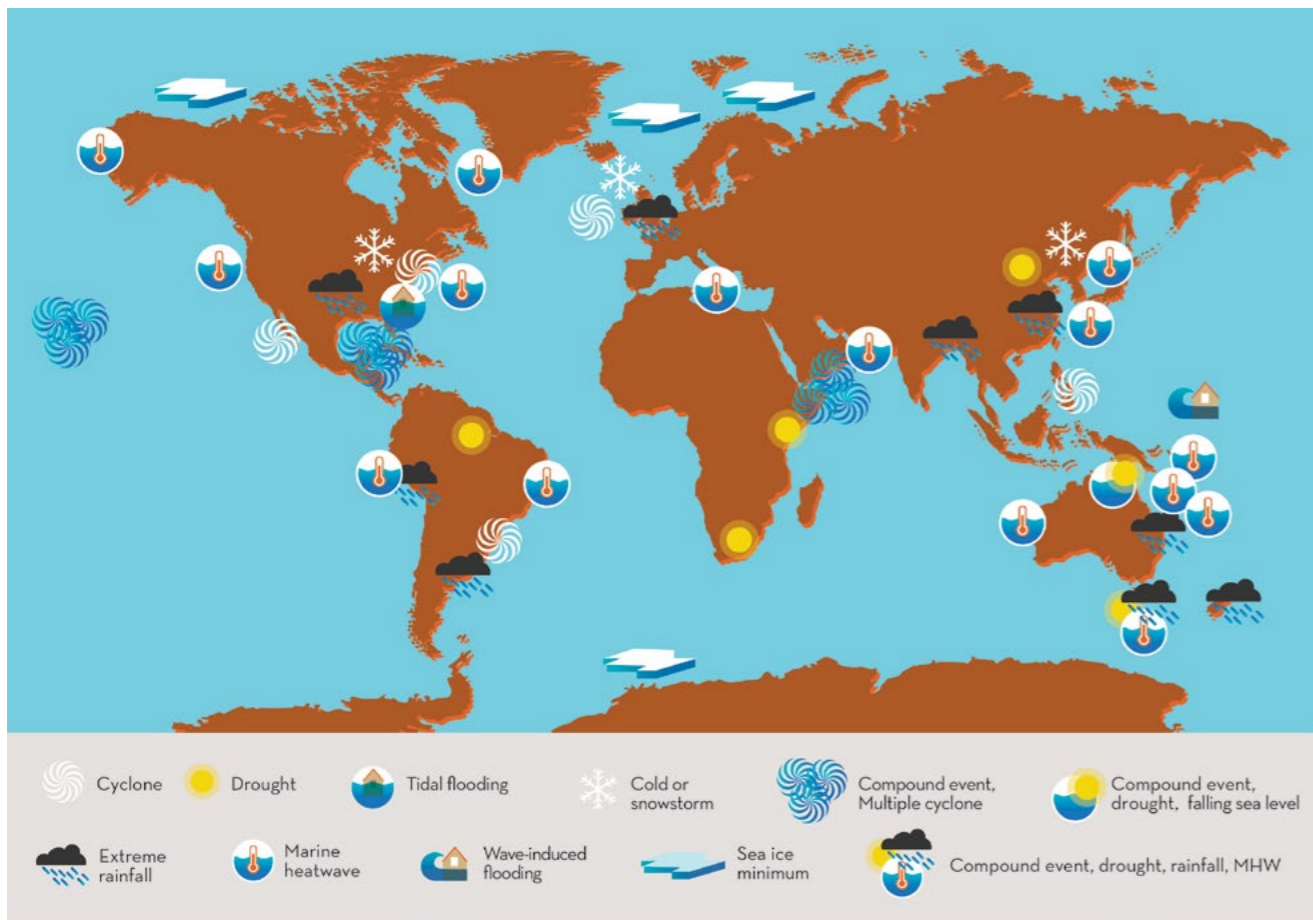 Cyclone
Drought
Tidal flooding
Cold or
snowstorm
Compound event,
Multiple cyclone
Compound event,
drought, falling sea level
Extreme
rainfall
Marine
heatwave
Wave-induced
flooding
Sea ice
minimum
Compound event, drought, rainfall, MHW